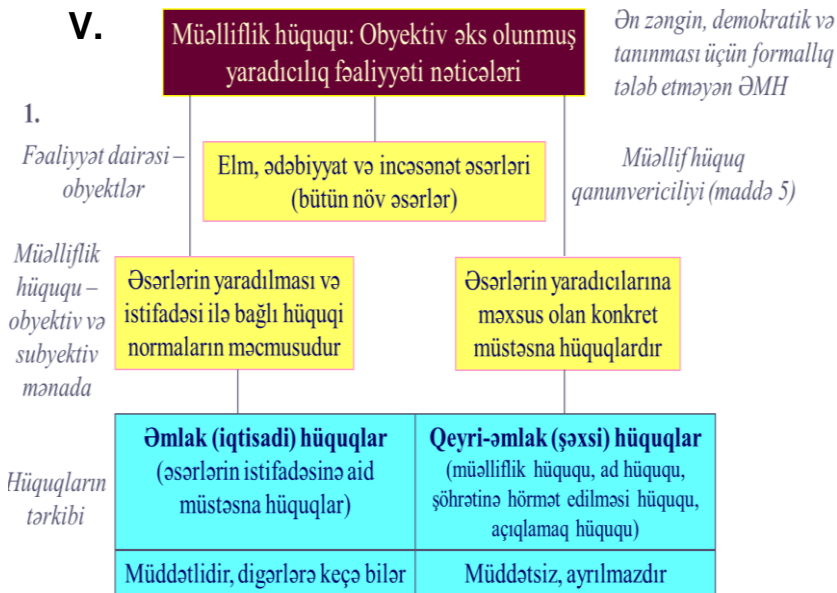 V.
Müəlliflik hüququ: Obyektiv əks olunmuş
yaradıcılıq fəaliyyəti nəticələri
Ən zəngin, demokratik və
tanınması üçün formallıq
tələb etməyən ƏMH
1.
Fəaliyyət dairəsi –
obyektlər
Elm, ədəbiyyat və incəsənət əsərləri
(bütün növ əsərlər)
Müəllif hüquq
qanunvericiliyi (maddə 5)
Müəlliflik
hüququ –
obyektiv və
subyektiv
mənada
Əsərlərin yaradılması və
istifadəsi ilə bağlı hüquqi
normaların məcmusudur
Əsərlərin yaradıcılarına
məxsus olan konkret
müstəsna hüquqlardır
Hüquqların
tərkibi
Əmlak (iqtisadi) hüquqlar
(əsərlərin istifadəsinə aid
müstəsna hüquqlar)
Qeyri-əmlak (şəxsi) hüquqlar
(müəlliflik hüququ, ad hüququ,
şöhrətinə hörmət edilməsi hüququ,
açıqlamaq hüququ)
Müddətlidir, digərlərə keçə bilər
Müddətsiz, ayrılmazdır